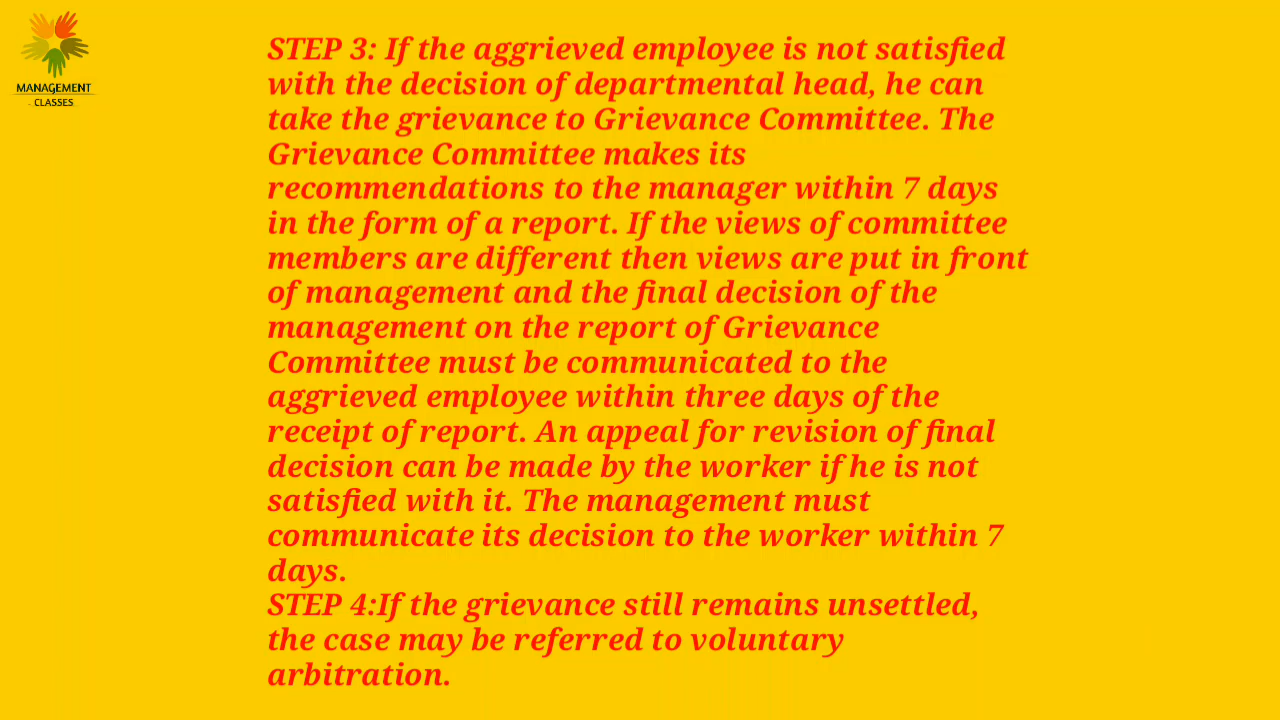 MANAGEMENT
CLASSES
STEP 3: If the aggrieved employee is not satisfied
with the decision of departmental head, he can
take the grievance to Grievance Committee. The
Grievance Committee makes its
recommendations to the manager within 7 days
in the form of a report. If the views of committee
members are different then views are put in front
of management and the final decision of the
management on the report of Grievance
Committee must be communicated to the
aggrieved employee within three days of the
receipt of report. An appeal for revision of final
decision can be made by the worker if he is not
satisfied with it. The management must
communicate its decision to the worker within 7
days.
STEP 4:If the grievance still remains unsettled,
the case may be referred to voluntary
arbitration.